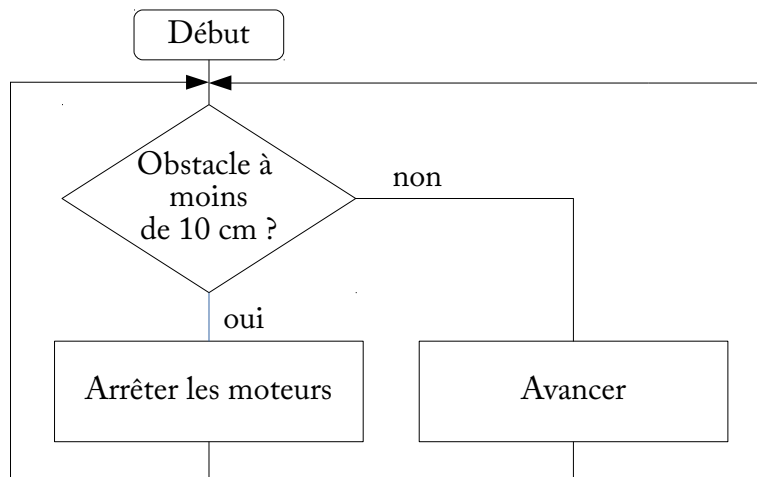 Début
Obstacle à
moins
de 10 cm ?
non
oui
Arrêter les moteurs
Avancer